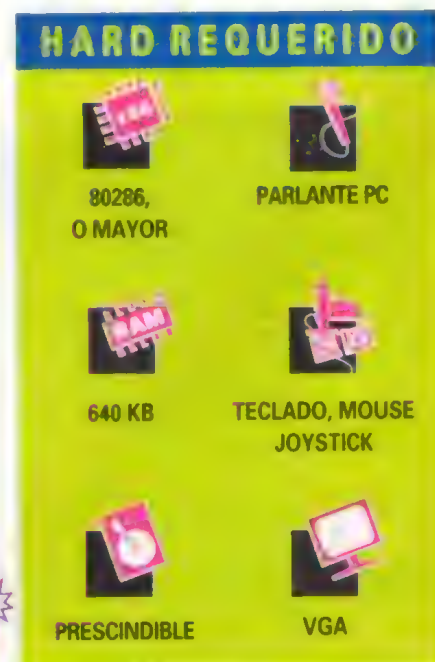 HARD REQUERIDO
80286,
O MAYOR
PARLANTE PC
RAM
640 KB
TECLADO, MOUSE
JOYSTICK
PRESCINDIBLE
VGA